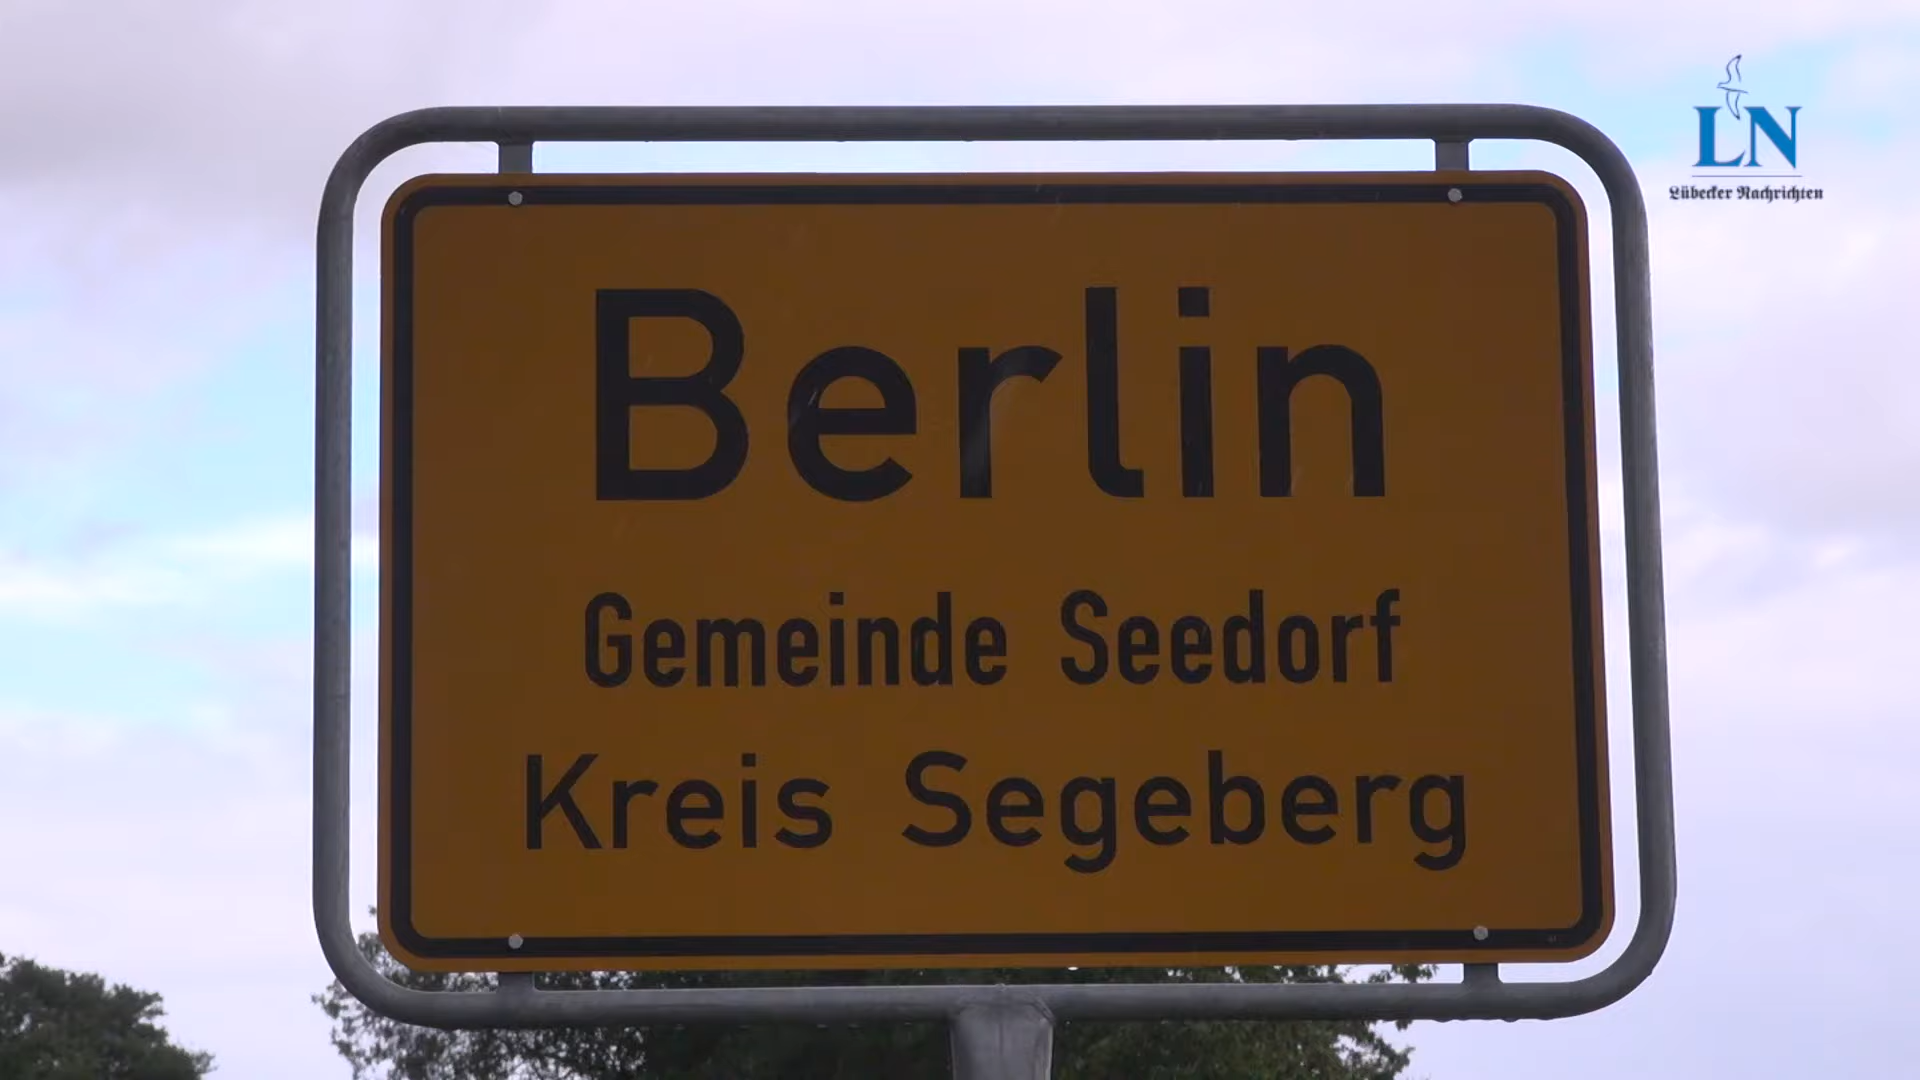 LN
Lübecker Nachrichten
Berlin
Gemeinde Seedorf
Kreis Segeberg